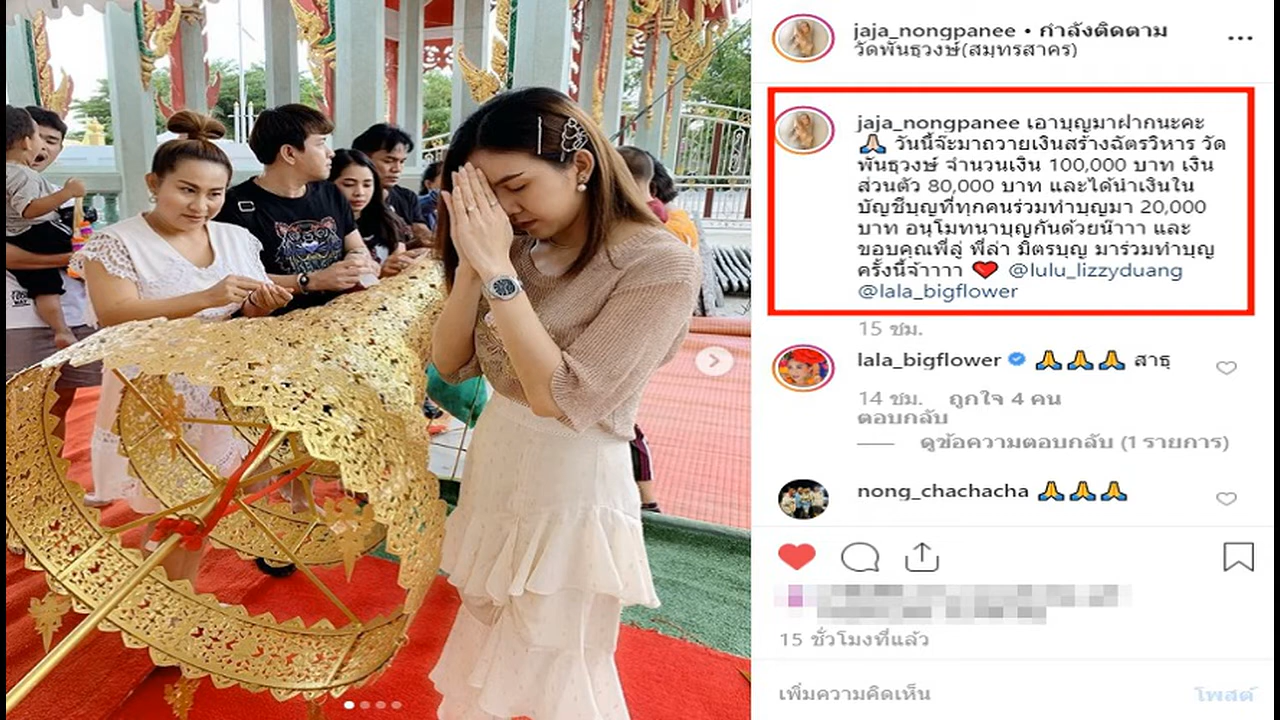 jaja_nongpanee • กำลังติดตาม
วัดพันธุวงษ์(สมุทรสาคร)
jaja_nongpanee เอาบุญมาฝากนะคะ
🙏 วันนี้จ๊ะมาถวายเงินสร้างฉัตรวิหาร วัด
พันธุวงษ์ จำนวนเงิน 100,000 บาท เงิน
ส่วนตัว 80,000 บาท และได้นำเงินใน
บัญชีบุญที่ทุกคนร่วมทำบุญมา 20,000
บาท อนุโมทนาบุญกันด้วยน๊าาา และ
ขอบคุณพี่ลู่ พี่ล่า มิตรบุญ มาร่วมทำบุญ
ครั้งนี้จ้าาาา ❤️ @lulu_lizzyduang
@lala_bigflower
15 ชม.
lala_bigflower 🙏🙏🙏 สาธุ
14 ชม. ถูกใจ 4 คน
ตอบกลับ
ดูข้อความตอบกลับ (1 รายการ)
nong_chachacha 🙏🙏🙏
15 ชั่วโมงที่แล้ว
เพิ่มความคิดเห็น
โพสต์